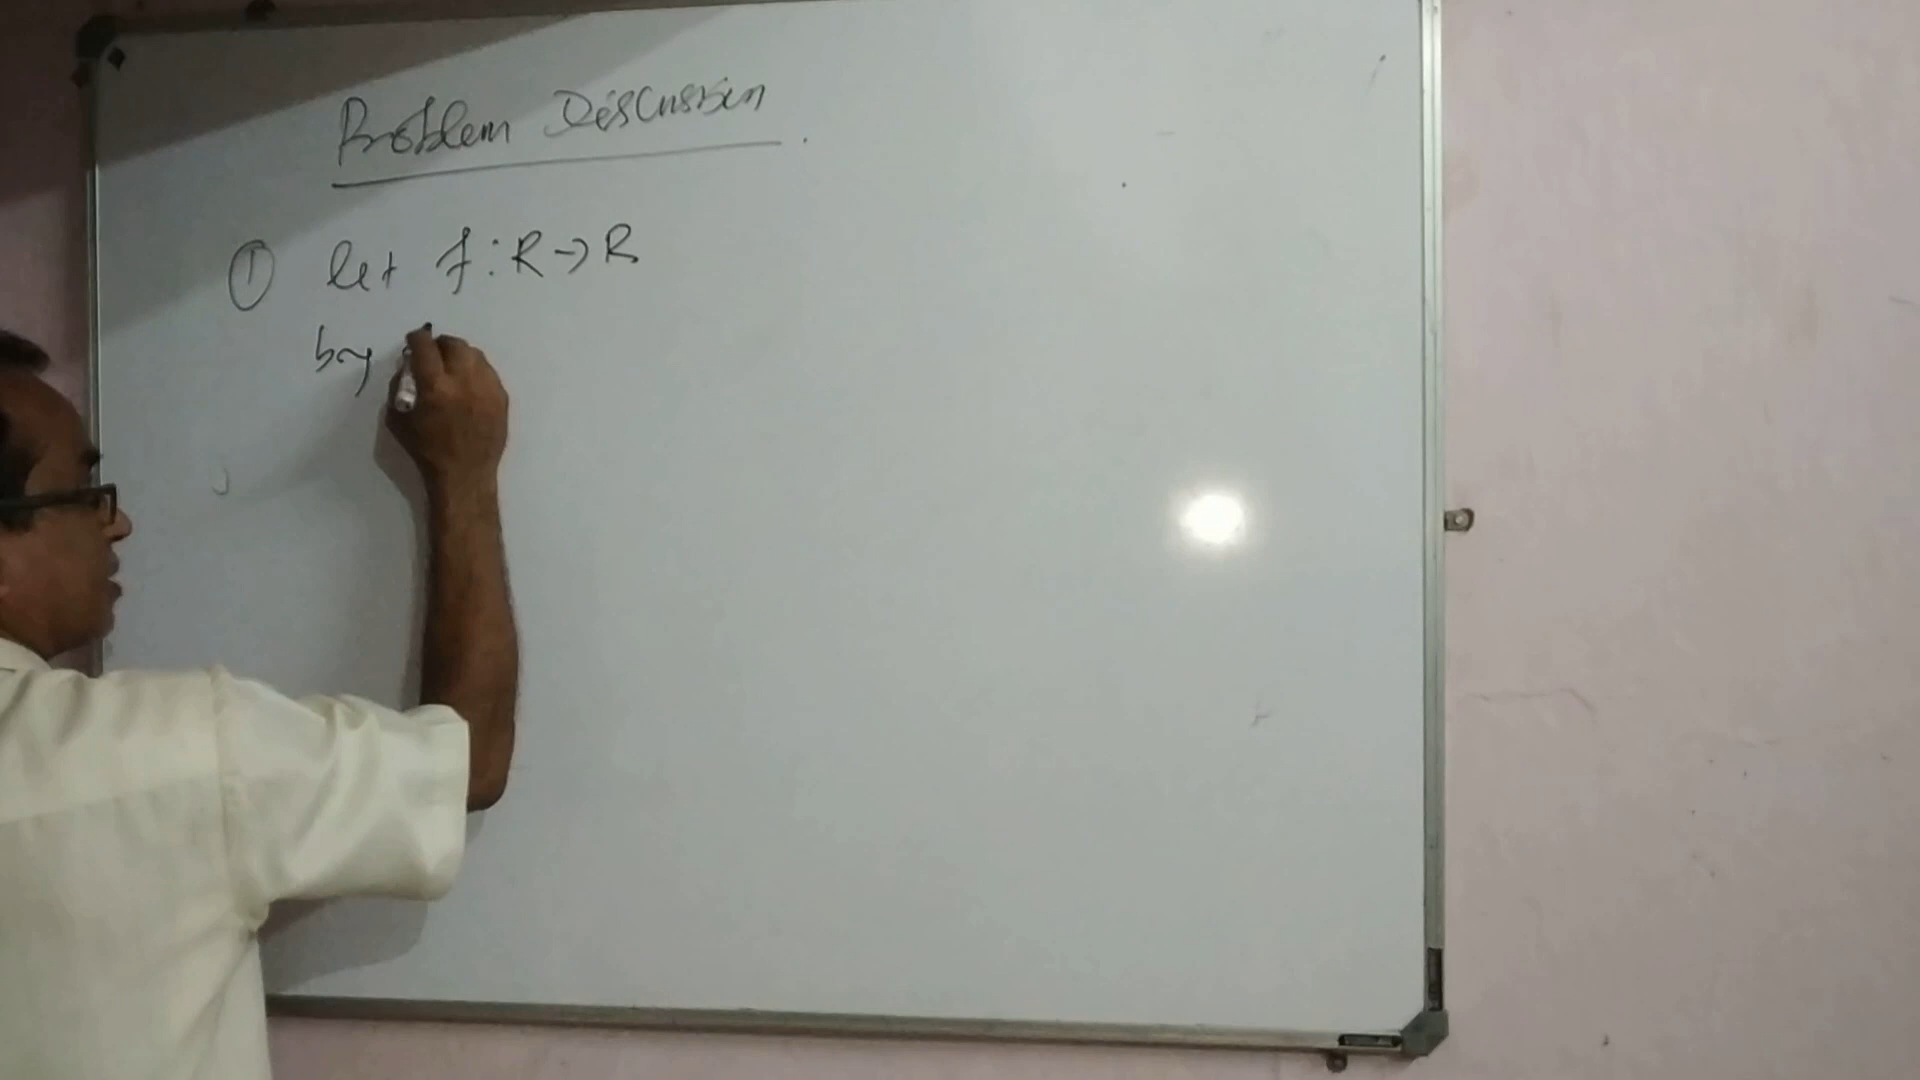 Problem Discussion
① let f: R → R
by